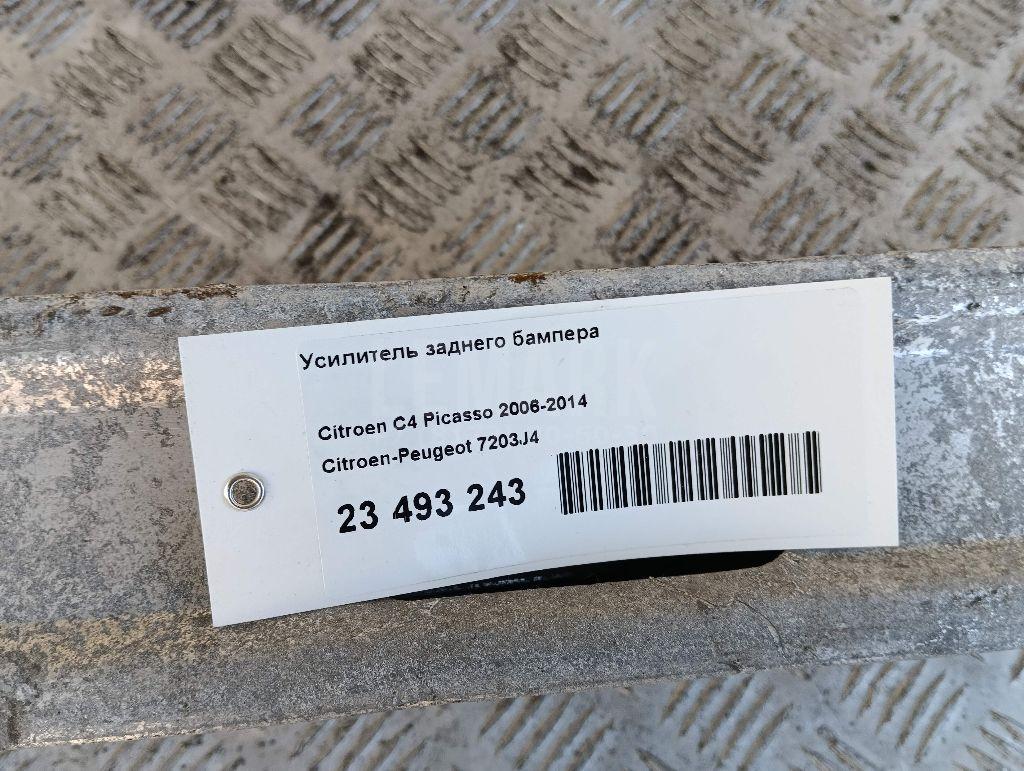 Усилитель заднего бампера
Citroen C4 Picasso 2006-2014
Citroen-Peugeot 7203J4
23 493 243